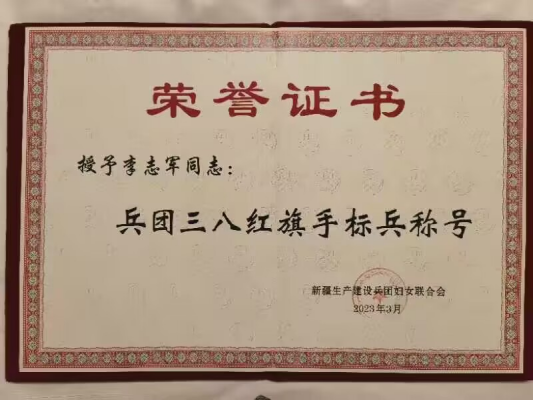 荣誉证书
授予李志军同志：
兵团三八红旗手标兵称号
新疆生产建设兵团妇女联合会
2023年3月